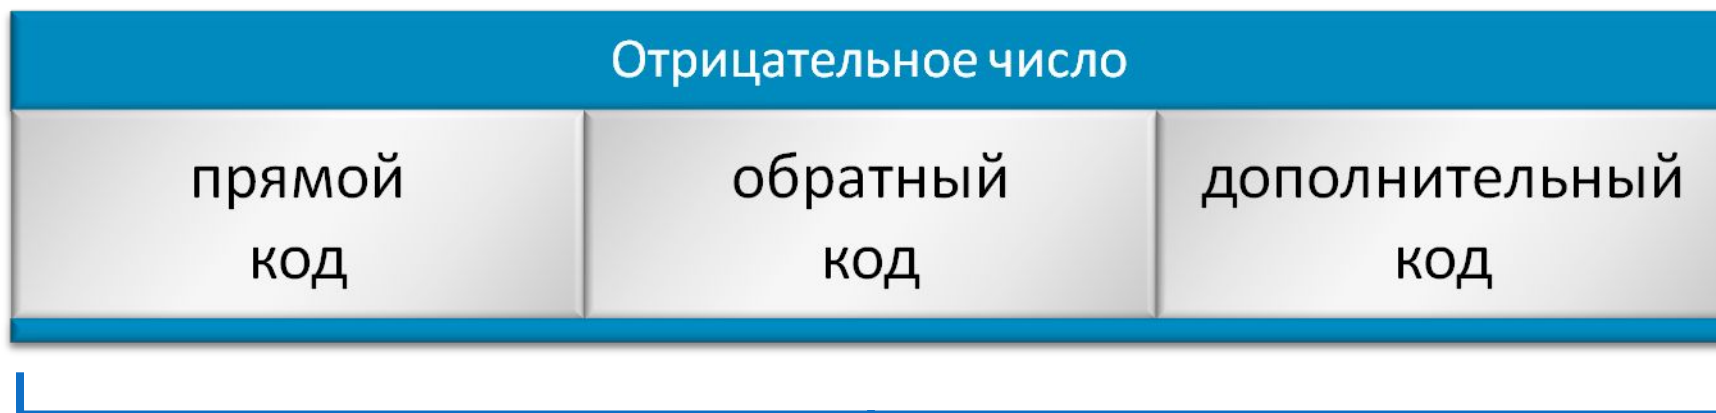 Отрицательное число
прямой
код
обратный
код
дополнительный
код